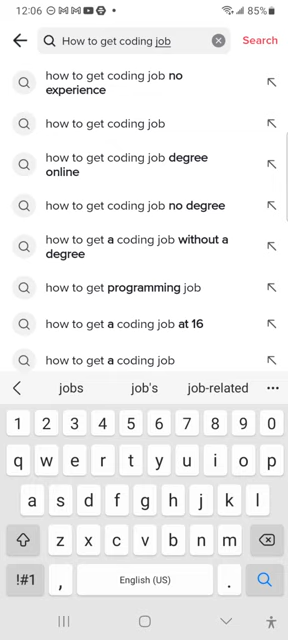 12:06 85%
How to get coding job Search
how to get coding job no
experience
how to get coding job
how to get coding job degree
online
how to get coding job no degree
how to get a coding job without a
degree
how to get programming job
how to get a coding job at 16
how to get a coding job
jobs job's job-related
1 2 3 4 5 6 7 8 9 0
q w e r t y u i o p
a s d f g h j k l
z x c v b n m
!#1 , English (US) .